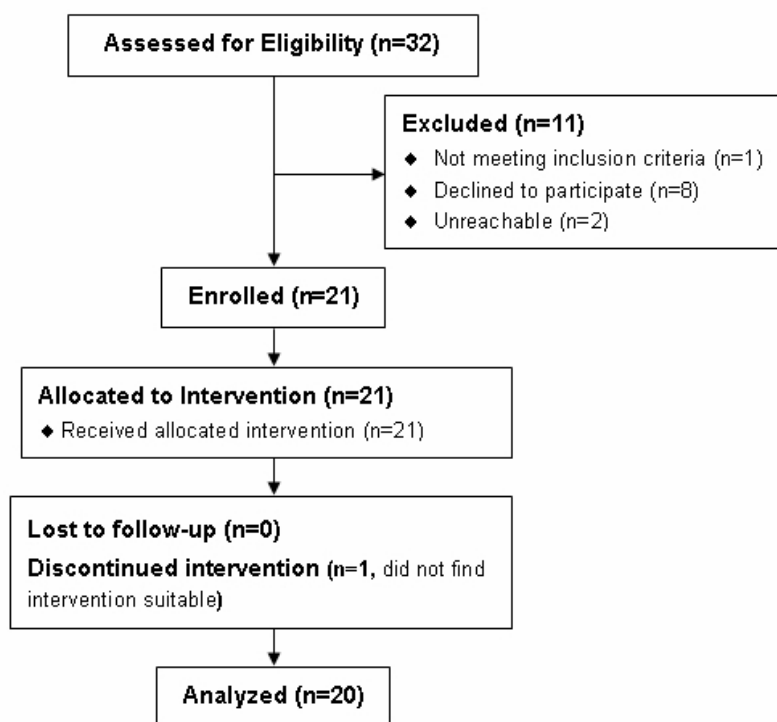 Assessed for Eligibility (n=32)
Excluded (n=11)
◆ Not meeting inclusion criteria (n=1)
◆ Declined to participate (n=8)
◆ Unreachable (n=2)
Enrolled (n=21)
Allocated to Intervention (n=21)
◆ Received allocated intervention (n=21)
Lost to follow-up (n=0)
Discontinued intervention (n=1, did not find
intervention suitable)
Analyzed (n=20)